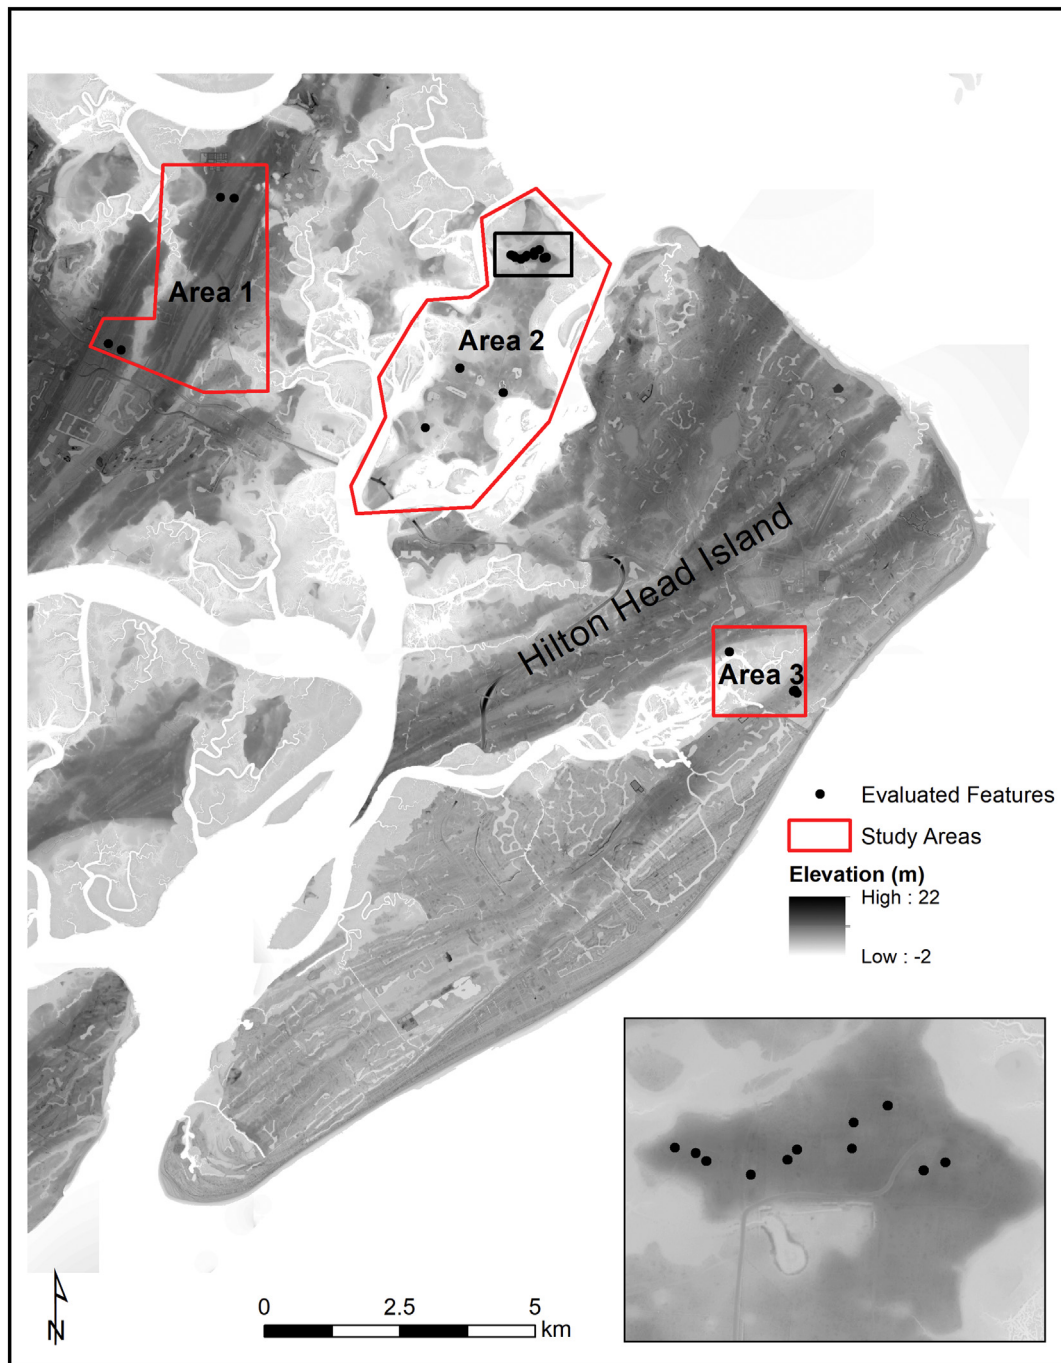 Area 1
Area 2
Hilton Head Island
Area 3
Evaluated Features
Study Areas
Elevation (m)
High : 22
Low : -2
N
0 2.5 5
km